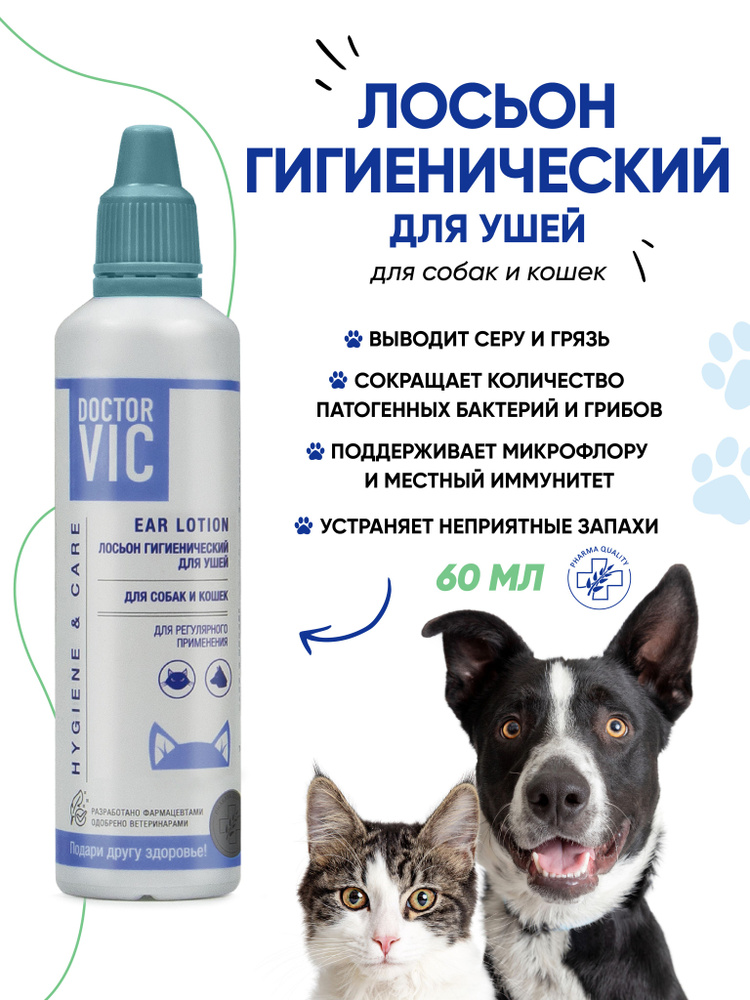 ЛОСЬОН
ГИГИЕНИЧЕСКИЙ
ДЛЯ УШЕЙ
для собак и кошек
ВЫВОДИТ СЕРУ И ГРЯЗЬ
СОКРАЩАЕТ КОЛИЧЕСТВО
ПАТОГЕННЫХ БАКТЕРИЙ И ГРИБОВ
ПОДДЕРЖИВАЕТ МИКРОФЛОРУ
И МЕСТНЫЙ ИММУНИТЕТ
УСТРАНЯЕТ НЕПРИЯТНЫЕ ЗАПАХИ
60 МЛ
PHARMA QUALITY
DOCTOR
VIC
HYGIENE & CARE
EAR LOTION
ЛОСЬОН ГИГИЕНИЧЕСКИЙ
ДЛЯ УШЕЙ
ДЛЯ СОБАК И КОШЕК
ДЛЯ РЕГУЛЯРНОГО
ПРИМЕНЕНИЯ
РАЗРАБОТАНО ФАРМАЦЕВТАМИ
ОДОБРЕНО ВЕТЕРИНАРАМИ
Подари другу здоровье!